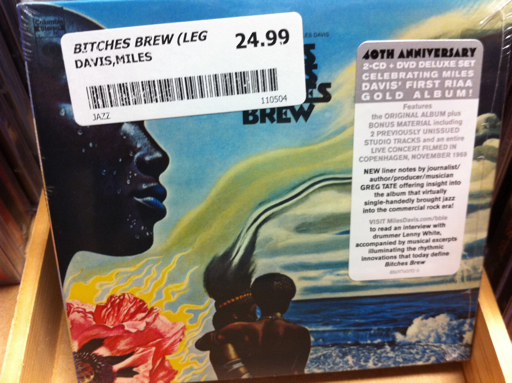 Columbia
Stereo
BITCHES BREW (LEG
24.99
DAVIS,MILES
JAZZ
110504
MILES DAVIS
BREW
40TH ANNIVERSARY
2-CD + DVD DELUXE SET
CELEBRATING MILES
DAVIS' FIRST RIAA
GOLD ALBUM!
Features
the ORIGINAL ALBUM plus
BONUS MATERIAL including
2 PREVIOUSLY UNISSUED
STUDIO TRACKS and an entire
LIVE CONCERT FILMED IN
COPENHAGEN, NOVEMBER 1969
NEW liner notes by journalist/
author/producer/musician
GREG TATE offering insight into
the album that virtually
single-handedly brought jazz
into the commercial rock era!
VISIT MilesDavis.com/bble
to read an interview with
drummer Lenny White,
accompanied by musical excerpts
illuminating the rhythmic
innovations that today define
Bitches Brew